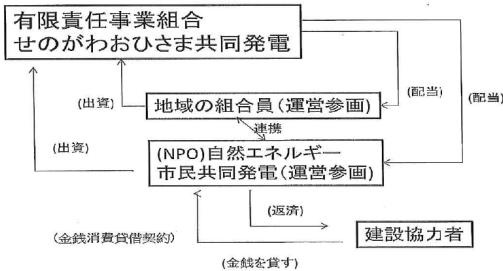 有限責任事業組合
せのがわおひさま共同発電
(配当)
(配当)
(出資)
地域の組合員(運営参画)
連携
(出資)
(NPO)自然エネルギー
市民共同発電(運営参画)
(返済)
(金銭消費貸借契約)
建設協力者
(金銭を貸す)